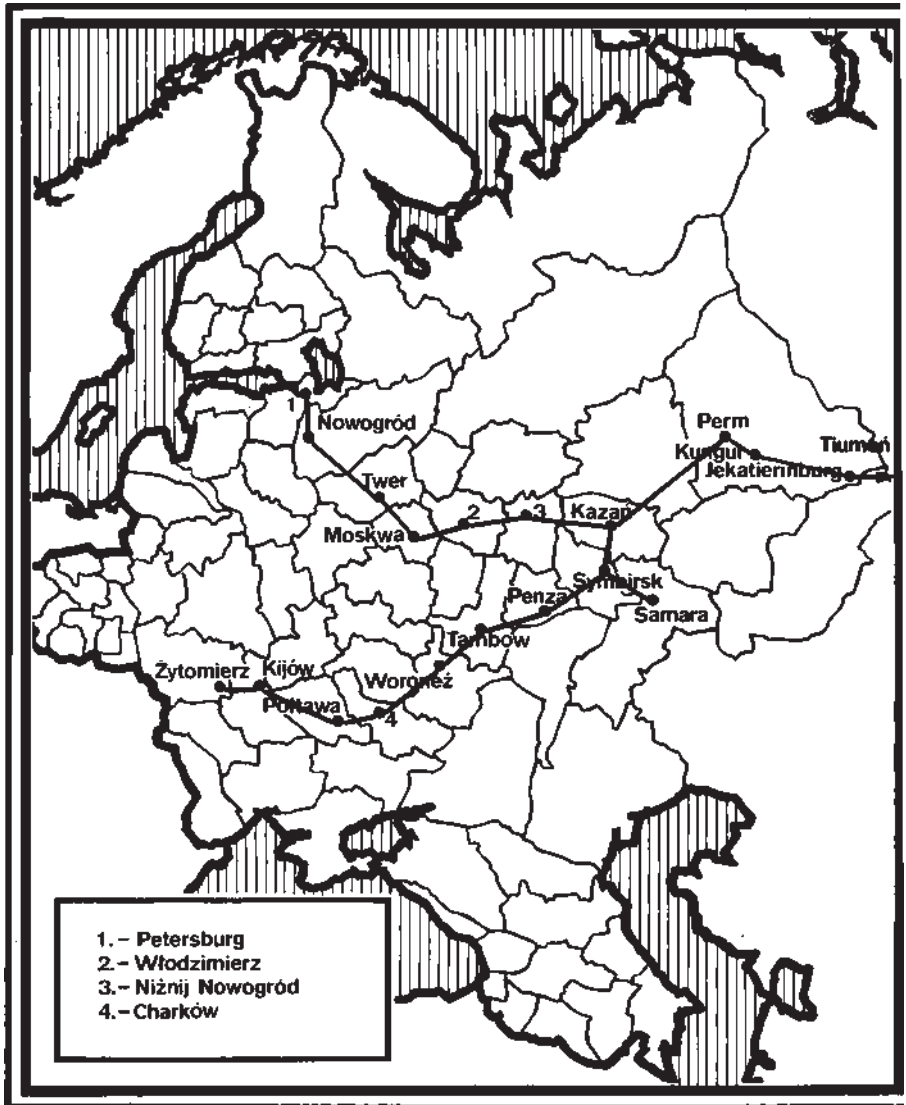 1
Nowogród
Perm
Kungur
Tiumeń
Jekatierinburg
Twer
2
3
Kazań
Moskwa
Symbirsk
Penza
Samara
Tambow
Żytomierz
Kijów
Woroneż
Połtawa
4
1.– Petersburg
2.– Włodzimierz
3.– Niżnij Nowogród
4.– Charków